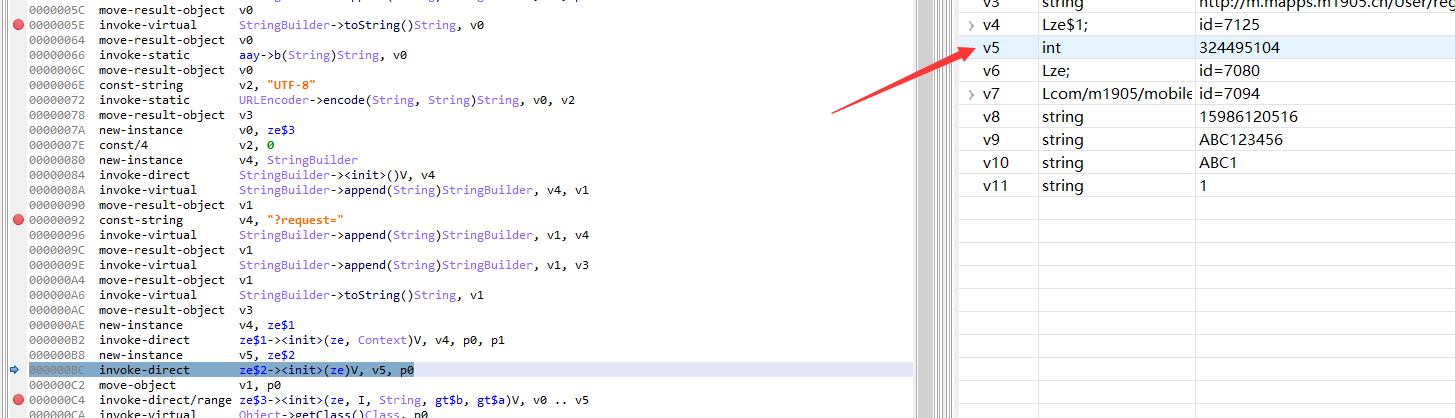 0000005C move-result-object v0
0000005E invoke-virtual StringBuilder->toString()String, v0
00000064 move-result-object v0
00000066 invoke-static aay->b(String)String, v0
0000006C move-result-object v0
0000006E const-string v2, "UTF-8"
00000072 invoke-static URLEncoder->encode(String, String)String, v0, v2
00000078 move-result-object v3
0000007A new-instance v0, ze$3
0000007E const/4 v2, 0
00000080 new-instance v4, StringBuilder
00000084 invoke-direct StringBuilder-><init>()V, v4
0000008A invoke-virtual StringBuilder->append(String)StringBuilder, v4, v1
00000090 move-result-object v1
00000092 const-string v4, "?request="
00000096 invoke-virtual StringBuilder->append(String)StringBuilder, v1, v4
0000009C move-result-object v1
0000009E invoke-virtual StringBuilder->append(String)StringBuilder, v1, v3
000000A4 move-result-object v1
000000A6 invoke-virtual StringBuilder->toString()String, v1
000000AC move-result-object v3
000000AE new-instance v4, ze$1
000000B2 invoke-direct ze$1-><init>(ze, Context)V, v4, p0, p1
000000B8 new-instance v5, ze$2
000000BC invoke-direct ze$2-><init>(ze)V, v5, p0
000000C2 move-object v1, p0
000000C4 invoke-direct/range ze$3-><init>(ze, I, String, gt$b, gt$a)V, v0 .. v5
000000CA invoke-virtual Object->getClass()Class, p0
v3 string http://m.mapps.m1905.cn/User/reg
v4 Lze$1; id=7125
v5 int 324495104
v6 Lze; id=7080
v7 Lcom/m1905/mobile id=7094
v8 string 15986120516
v9 string ABC123456
v10 string ABC1
v11 string 1